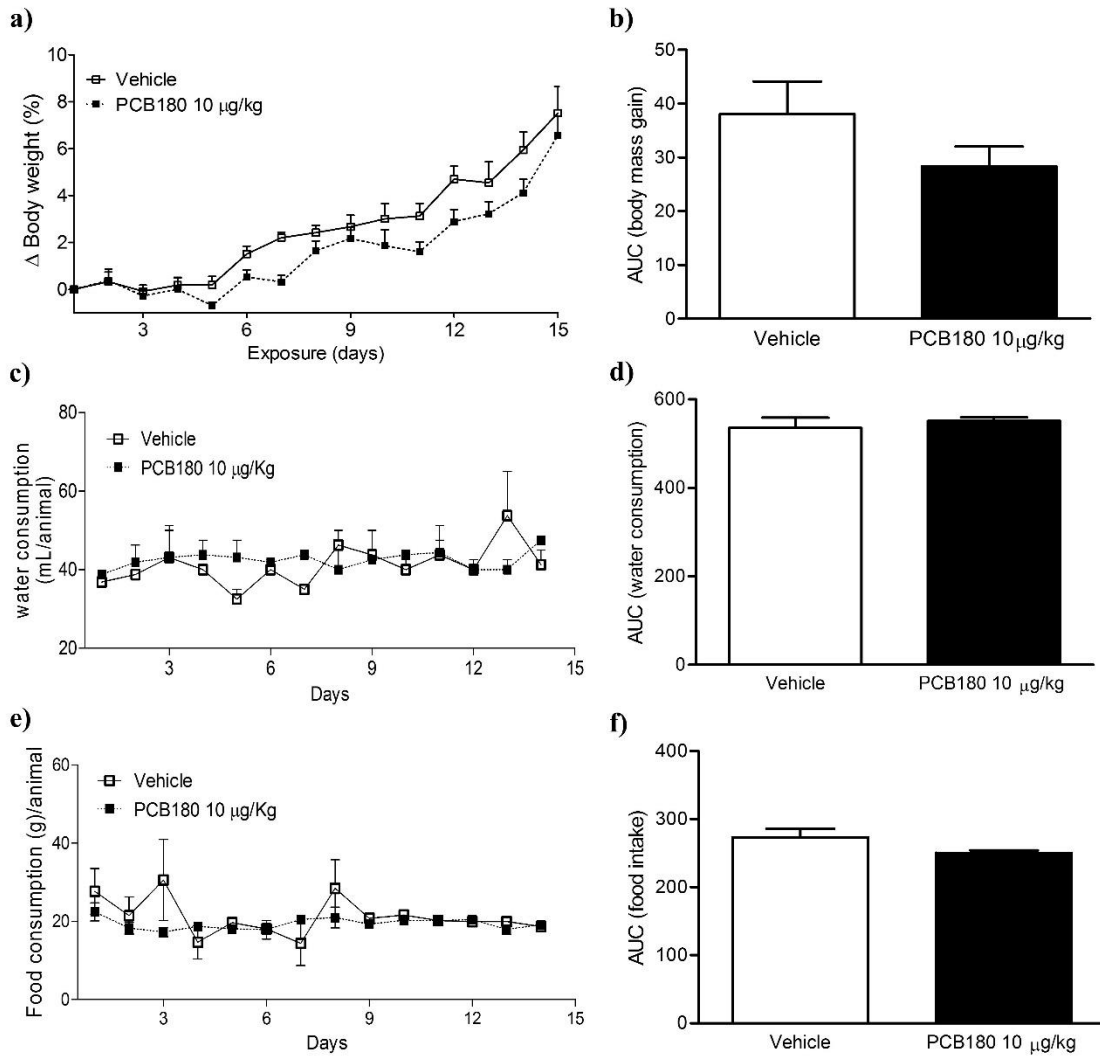 a)
Δ Body weight (%)
10
8
6
4
2
0
Vehicle
PCB180 10 μg/kg
3
6
9
12
15
Exposure (days)
b)
AUC (body mass gain)
50
40
30
20
10
0
Vehicle
PCB180 10μg/kg
c)
water consumption
(mL/animal)
80
60
40
20
Vehicle
PCB180 10 μg/Kg
3
6
9
12
15
Days
d)
AUC (water consumption)
600
400
200
0
Vehicle
PCB180 10 μg/kg
e)
Food consumption (g)/animal
60
40
20
0
Vehicle
PCB180 10 μg/Kg
3
6
9
12
15
Days
f)
AUC (food intake)
400
300
200
100
0
Vehicle
PCB180 10 μg/kg